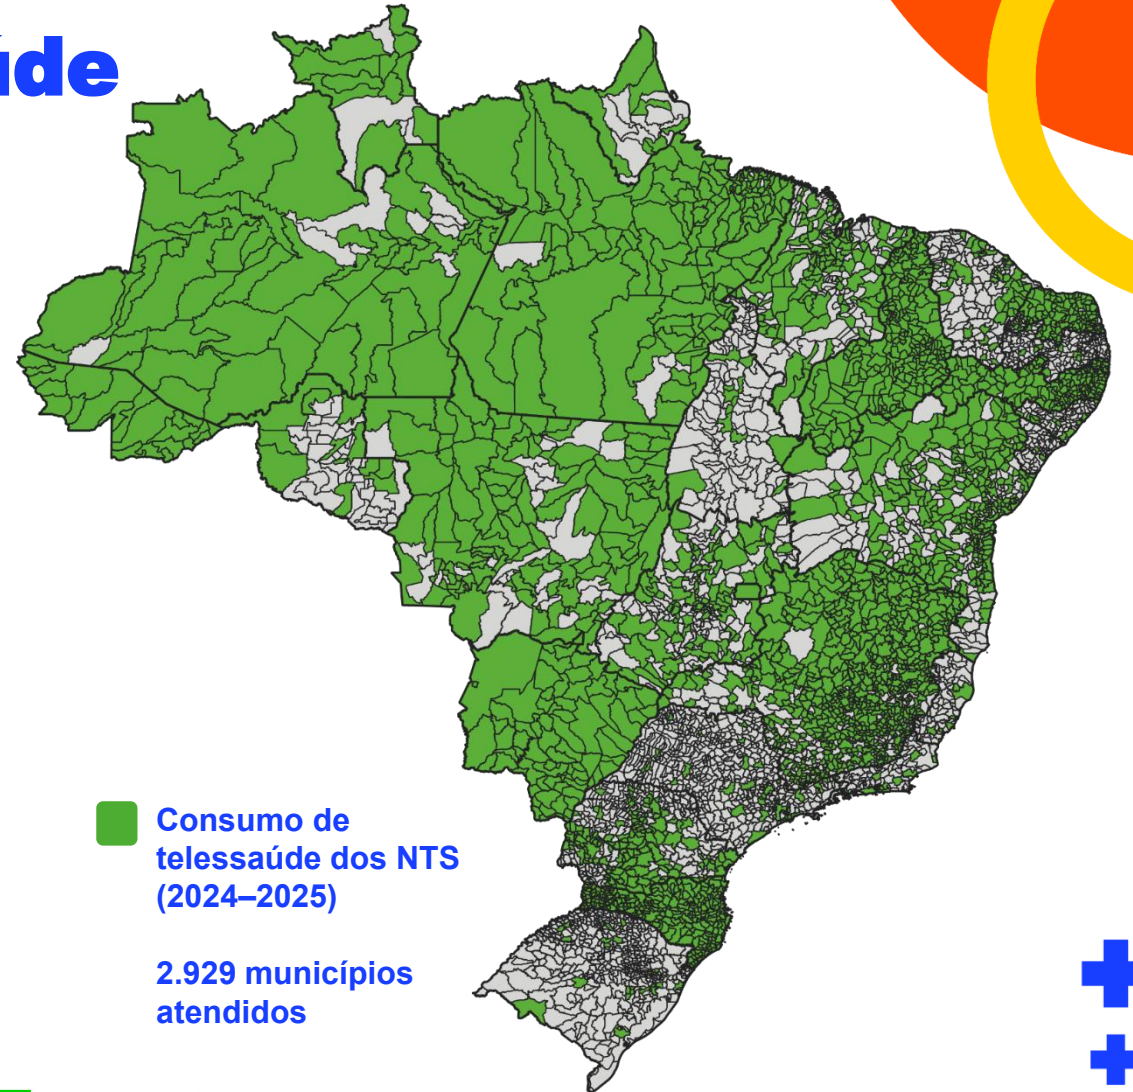 úde
Consumo de
telessaúde dos NTS
(2024–2025)
2.929 municípios
atendidos